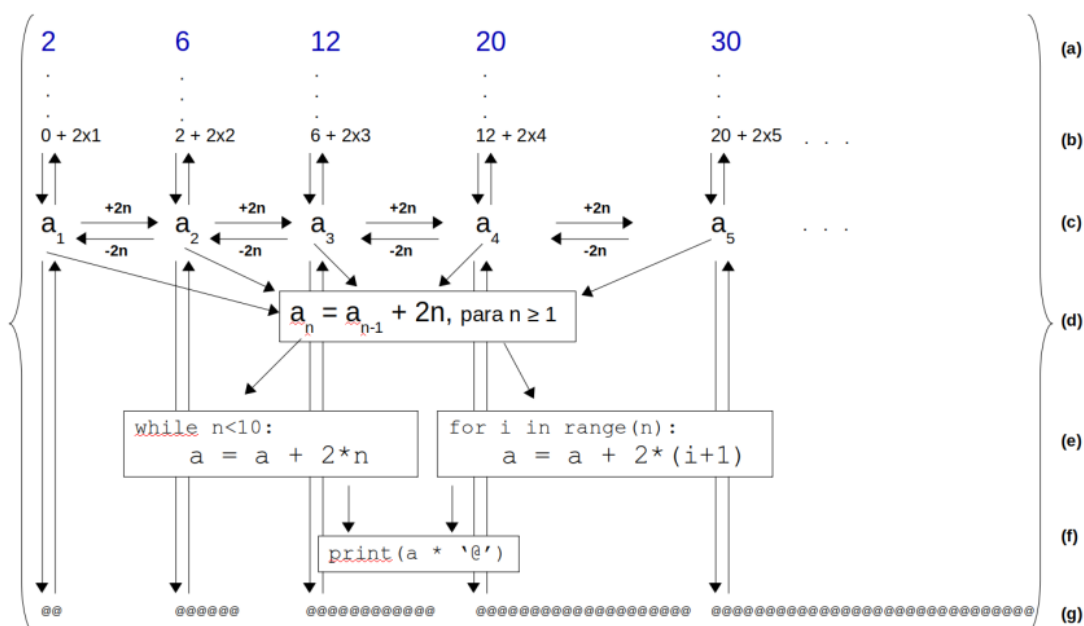 2 6 12 20 30 (a)
. . . . .
. . . . .
. . . . .
0 + 2x1 2 + 2x2 6 + 2x3 12 + 2x4 20 + 2x5 . . . (b)
+2n +2n +2n +2n
a1 a2 a3 a4 a5 . . . (c)
-2n -2n -2n -2n
an = an-1 + 2n, para n ≥ 1 (d)
while n<10: for i in range(n):
a = a + 2*n a = a + 2*(i+1) (e)
print(a * ‘@’) (f)
@@ @@@@@@ @@@@@@@@@@@@ @@@@@@@@@@@@@@@@@@@@ @@@@@@@@@@@@@@@@@@@@@@@@@@@@@@ (g)